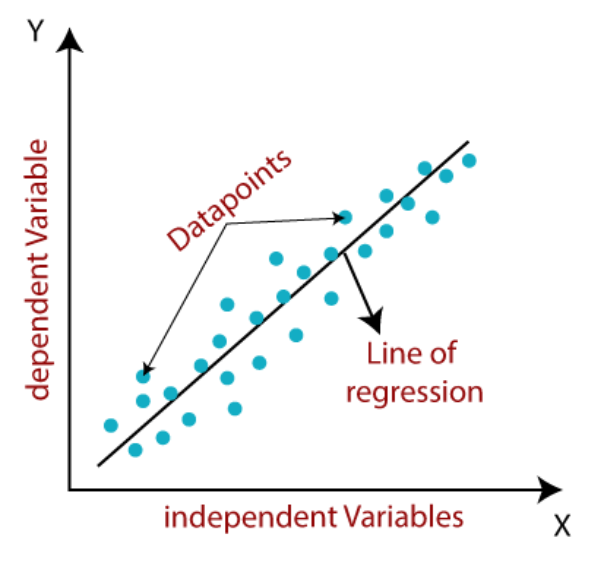 Y
dependent Variable
Datapoints
Line of
regression
independent Variables
X